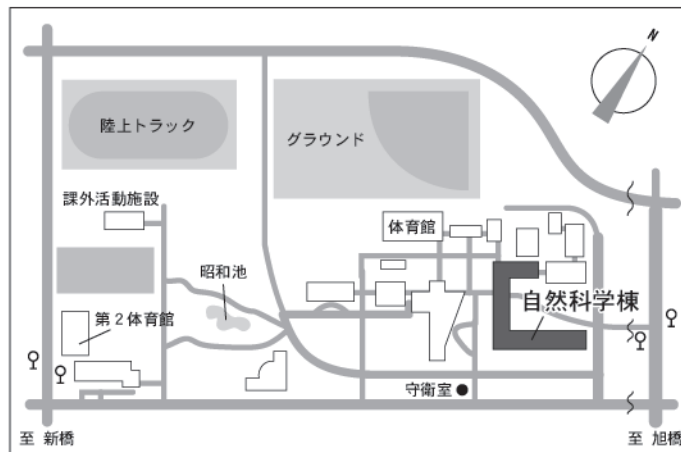 N
陸上トラック
グラウンド
課外活動施設
体育館
昭和池
自然科学棟
第2体育館
守衛室
至 新橋
至 旭橋